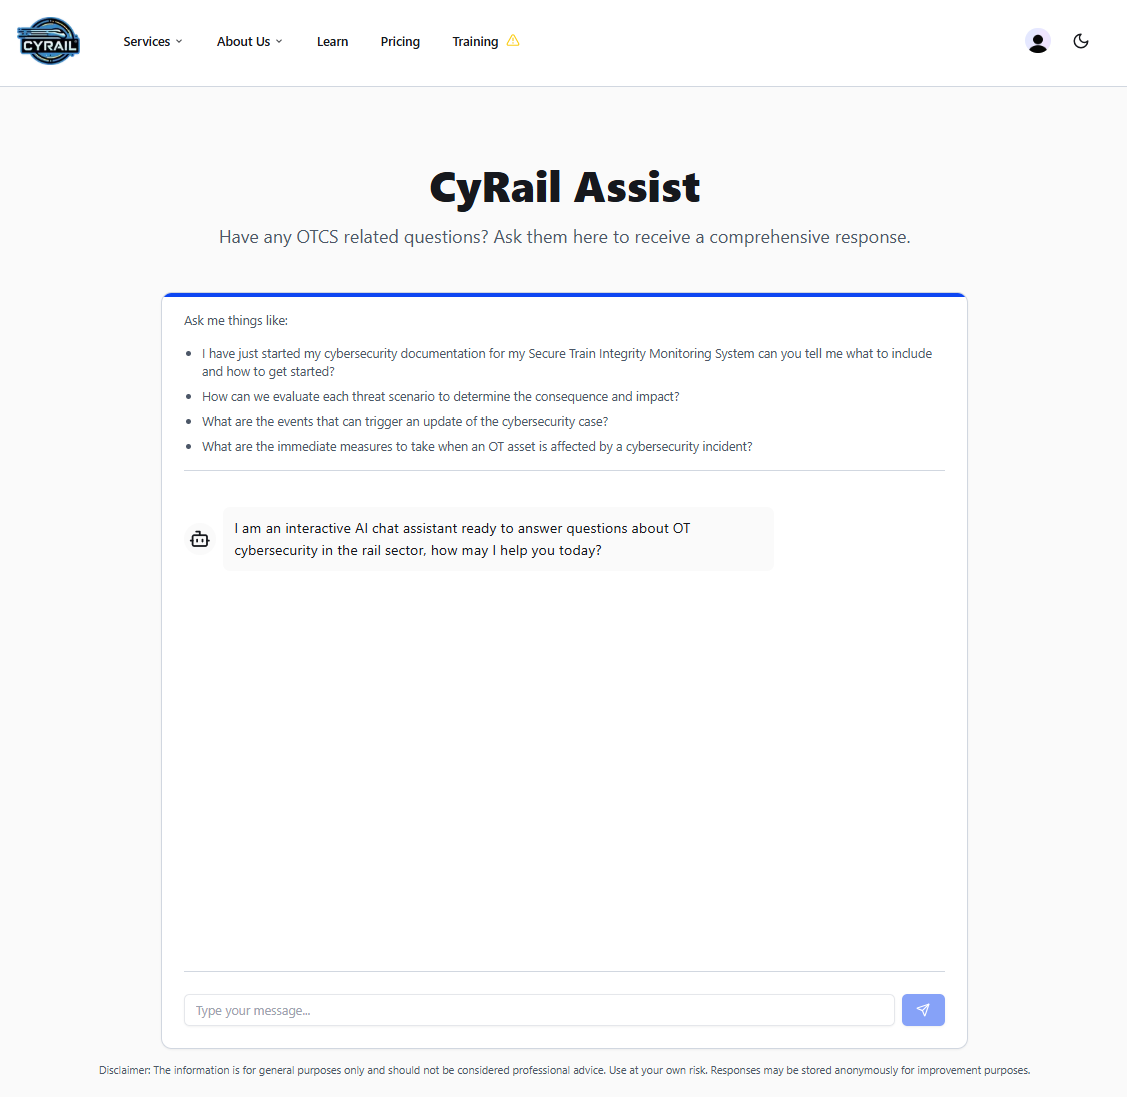 CYRAIL
Services
About Us
Learn
Pricing
Training
CyRail Assist
Have any OTCS related questions? Ask them here to receive a comprehensive response.
Ask me things like:
I have just started my cybersecurity documentation for my Secure Train Integrity Monitoring System can you tell me what to include
and how to get started?
How can we evaluate each threat scenario to determine the consequence and impact?
What are the events that can trigger an update of the cybersecurity case?
What are the immediate measures to take when an OT asset is affected by a cybersecurity incident?
I am an interactive AI chat assistant ready to answer questions about OT
cybersecurity in the rail sector, how may I help you today?
Type your message...
Disclaimer: The information is for general purposes only and should not be considered professional advice. Use at your own risk. Responses may be stored anonymously for improvement purposes.